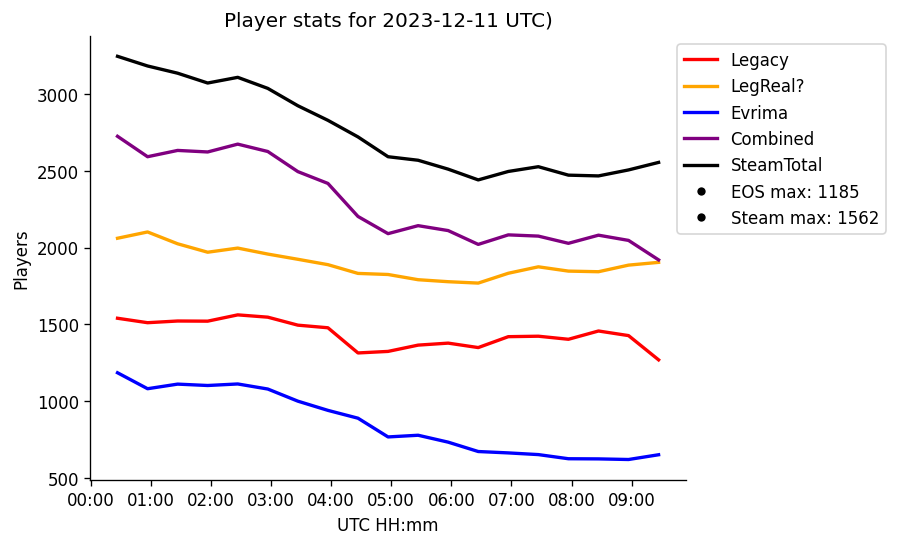 Player stats for 2023-12-11 UTC)
Legacy
LegReal?
Evrima
Combined
SteamTotal
EOS max: 1185
Steam max: 1562
Players
3000
2500
2000
1500
1000
500
00:00 01:00 02:00 03:00 04:00 05:00 06:00 07:00 08:00 09:00
UTC HH:mm